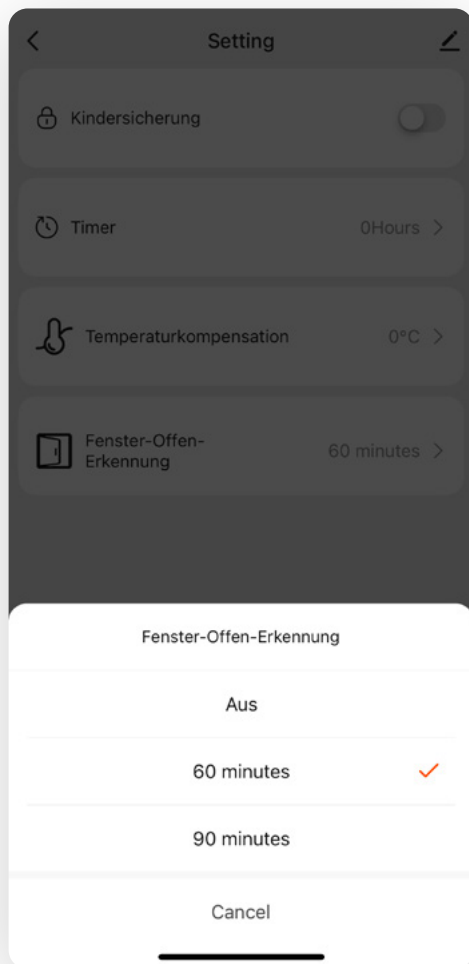 Setting
Kindersicherung
Timer 0Hours
Temperaturkompensation 0°C
Fenster-Offen-
Erkennung 60 minutes
Fenster-Offen-Erkennung
Aus
60 minutes
90 minutes
Cancel